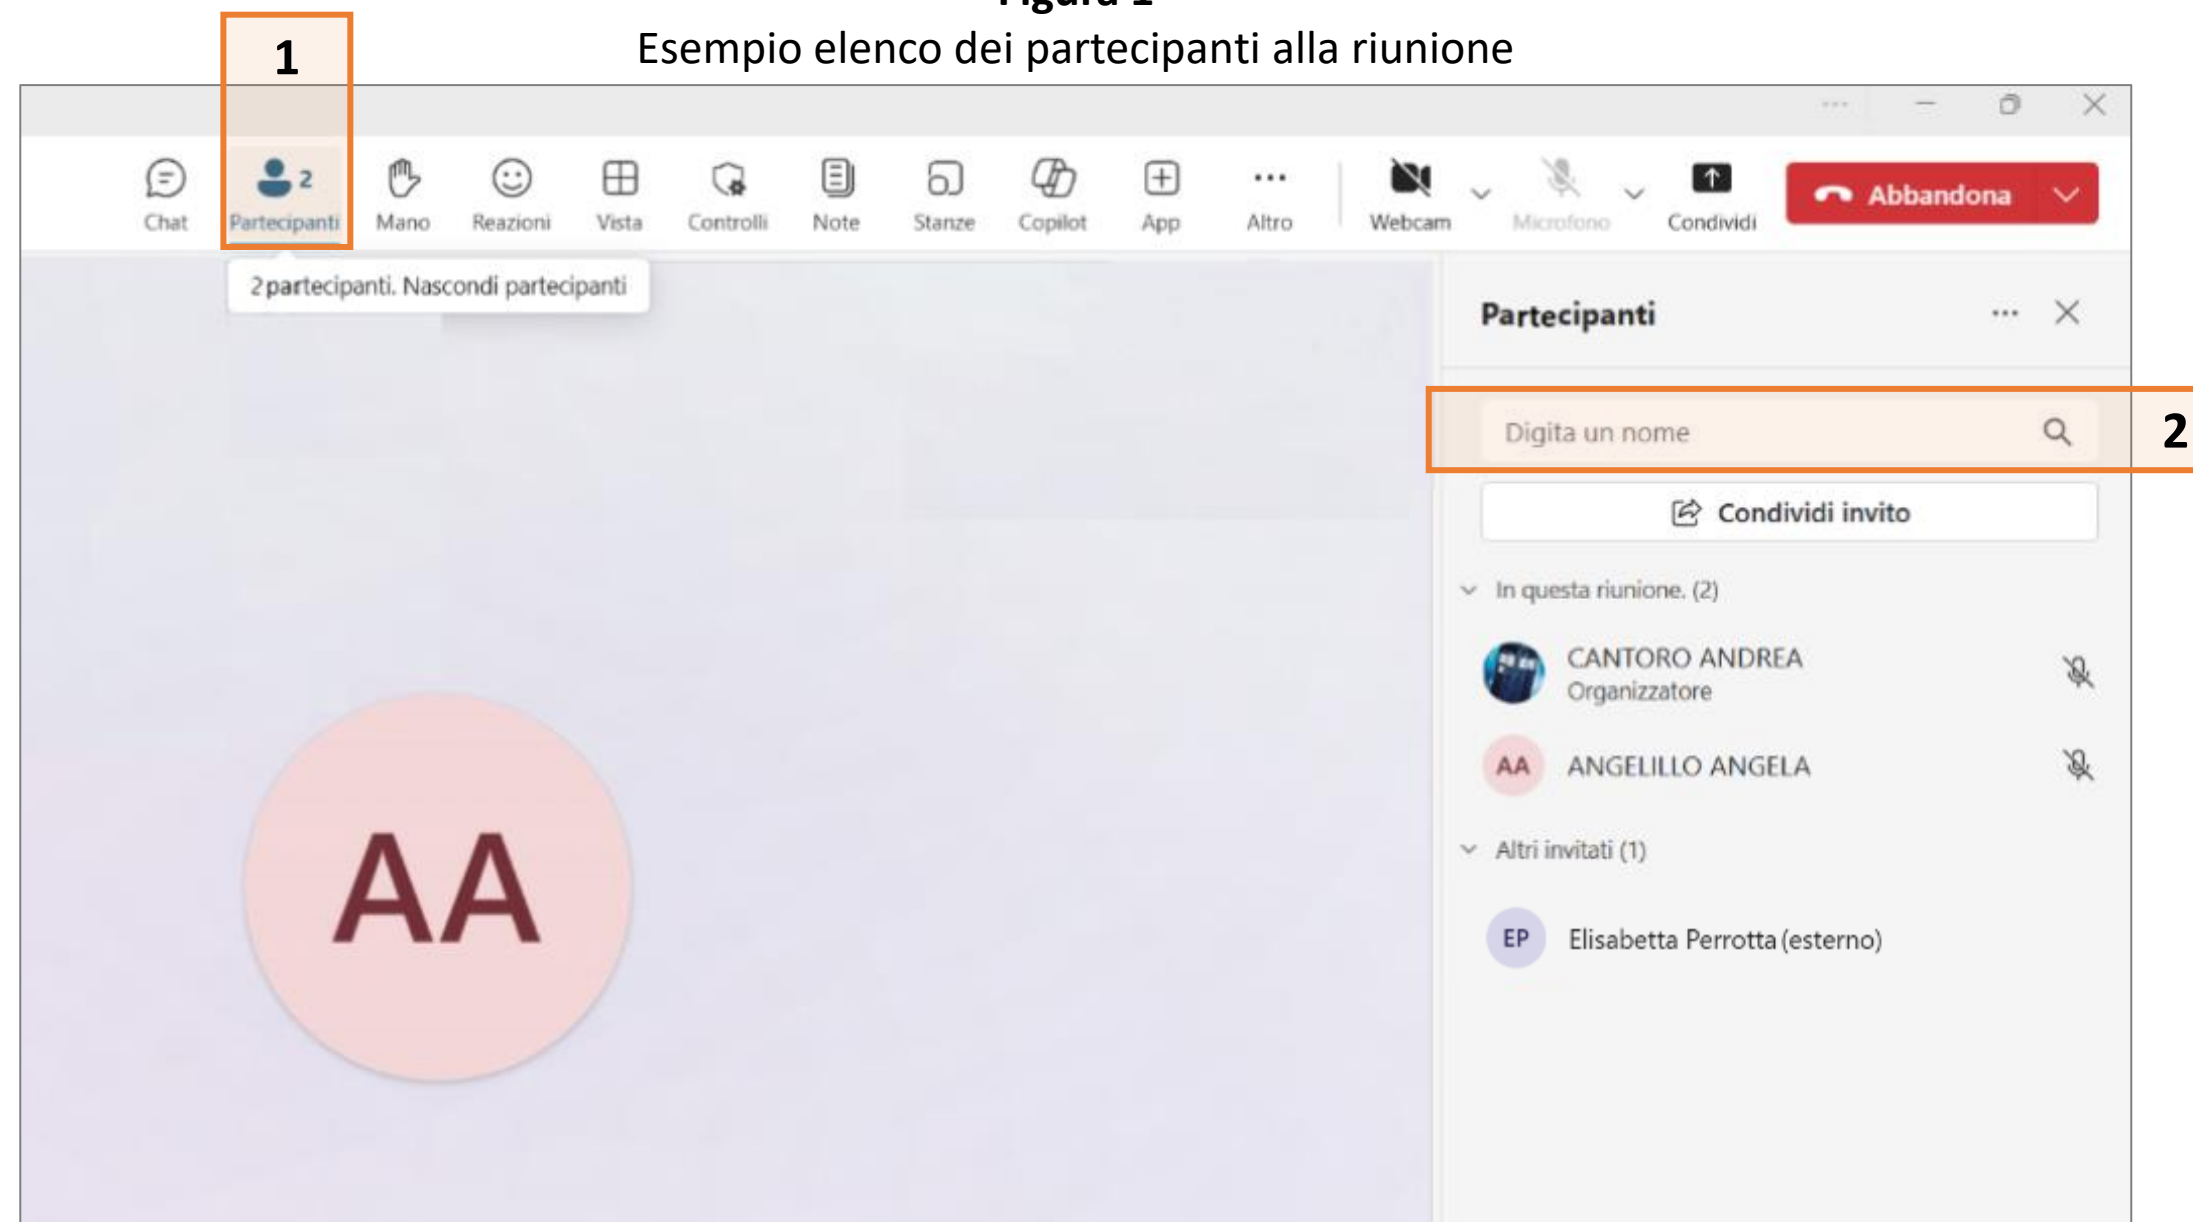 Figura 1
Esempio elenco dei partecipanti alla riunione
1
2
Chat
Partecipanti
Mano
Reazioni
Vista
Controlli
Note
Stanze
Copilot
App
Altro
Webcam
Microfono
Condividi
Abbandona
2 partecipanti. Nascondi partecipanti
Partecipanti
Digita un nome
2
Condividi invito
In questa riunione. (2)
CANTORO ANDREA
Organizzatore
AA ANGELILLO ANGELA
Altri invitati (1)
EP Elisabetta Perrotta (esterno)
AA